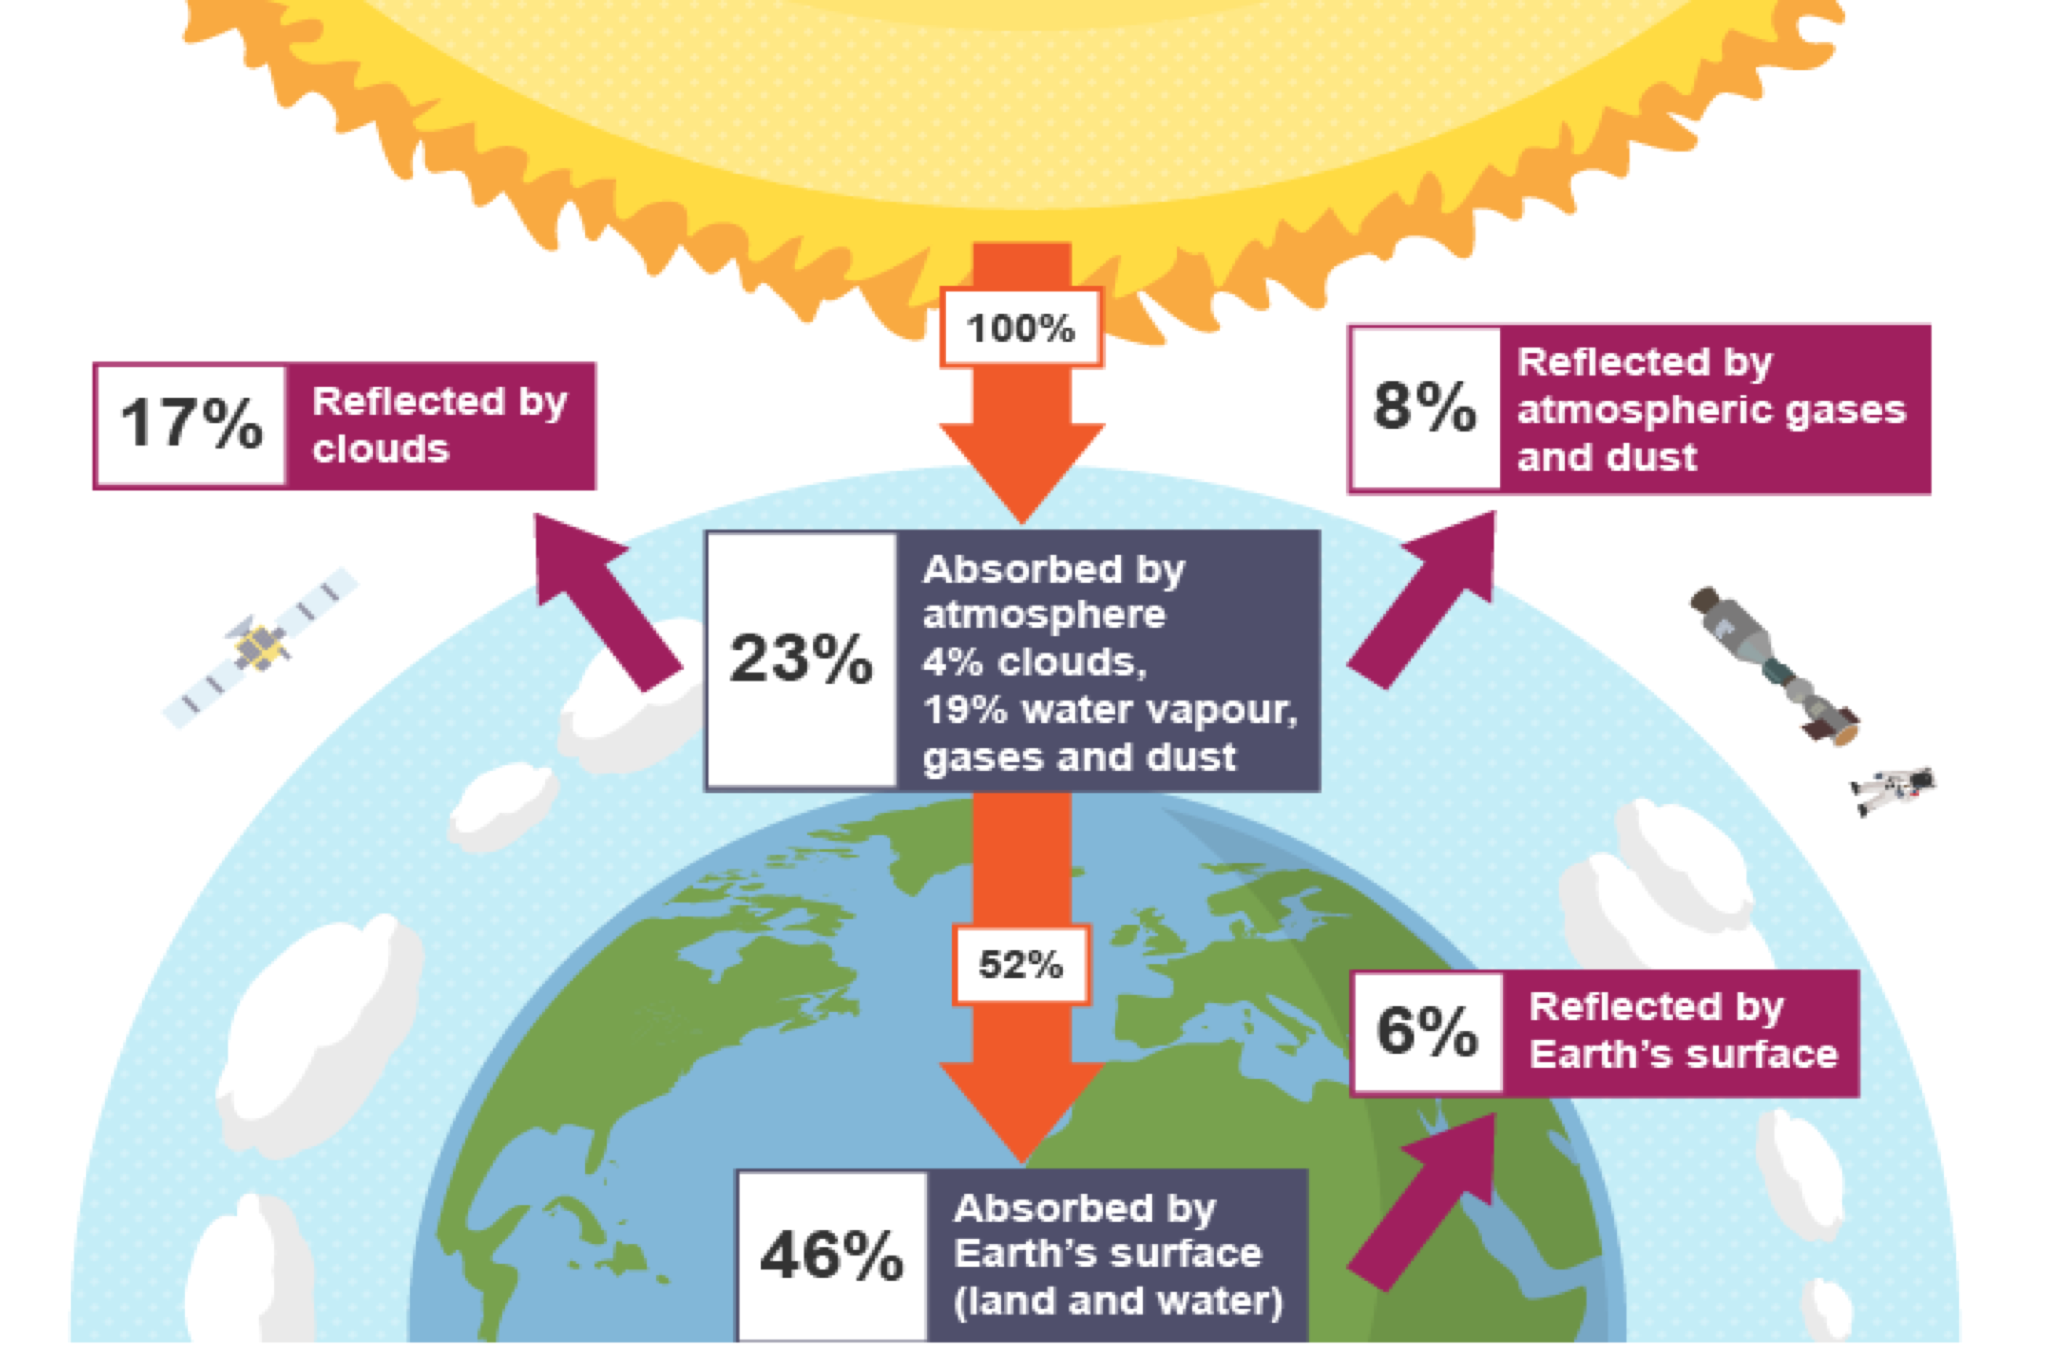 100%
17%
Reflected by
clouds
8%
Reflected by
atmospheric gases
and dust
23%
Absorbed by
atmosphere
4% clouds,
19% water vapour,
gases and dust
52%
6%
Reflected by
Earth's surface
46%
Absorbed by
Earth's surface
(land and water)